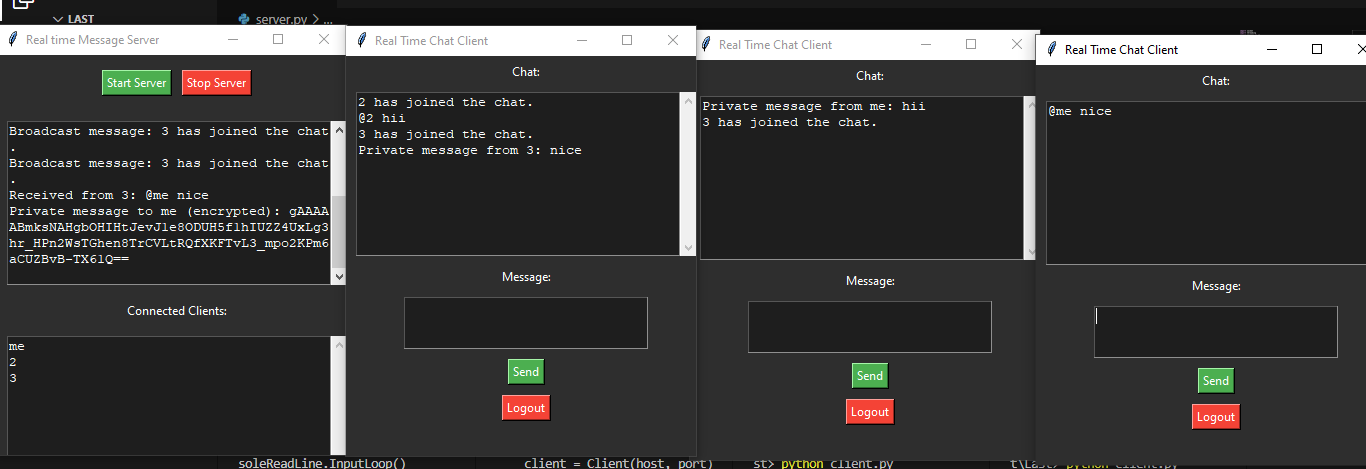 LAST
server.py > ...
Real time Message Server
Start Server
Stop Server
Broadcast message: 3 has joined the chat
.
Broadcast message: 3 has joined the chat
.
Received from 3: @me nice
Private message to me (encrypted): gAAAA
ABmksNAHgbOHIHtJevJle8ODUH5flhIUZZ4UxLg3
hr_HPn2WsTGhen8TrCVLtRQfXKFTvL3_mpo2KPm6
aCUZBvB-TX6lQ==
Connected Clients:
me
2
3
Real Time Chat Client
Chat:
2 has joined the chat.
@2 hii
3 has joined the chat.
Private message from 3: nice
Message:
Send
Logout
Real Time Chat Client
Chat:
Private message from me: hii
3 has joined the chat.
Message:
Send
Logout
Real Time Chat Client
Chat:
@me nice
Message:
Send
Logout
soleReadLine.InputLoop()
client = Client(host, port)
st> python client.py
t\Last> python client.py